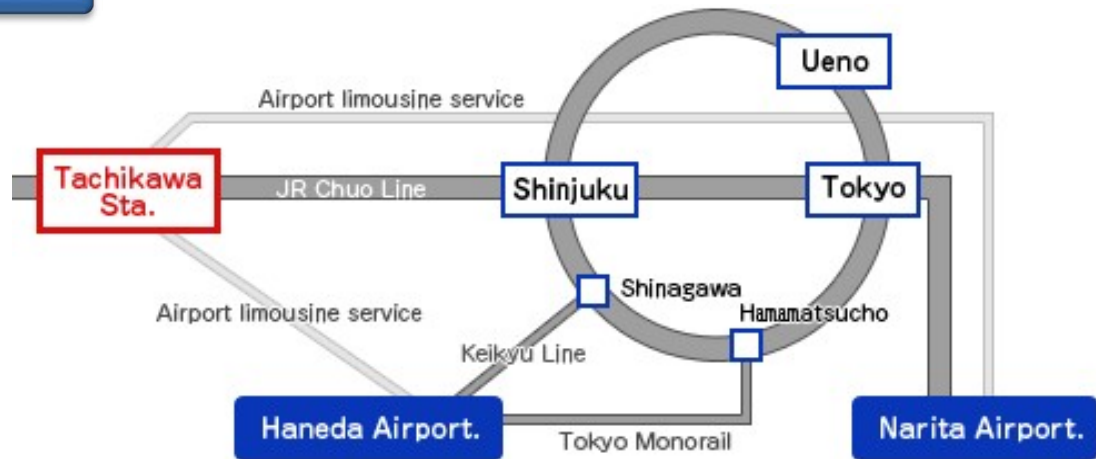 Ueno
Airport limousine service
Tachikawa
Sta.
JR Chuo Line
Shinjuku
Tokyo
Shinagawa
Airport limousine service
Hamamatsucho
Keikyu Line
Haneda Airport.
Tokyo Monorail
Narita Airport.